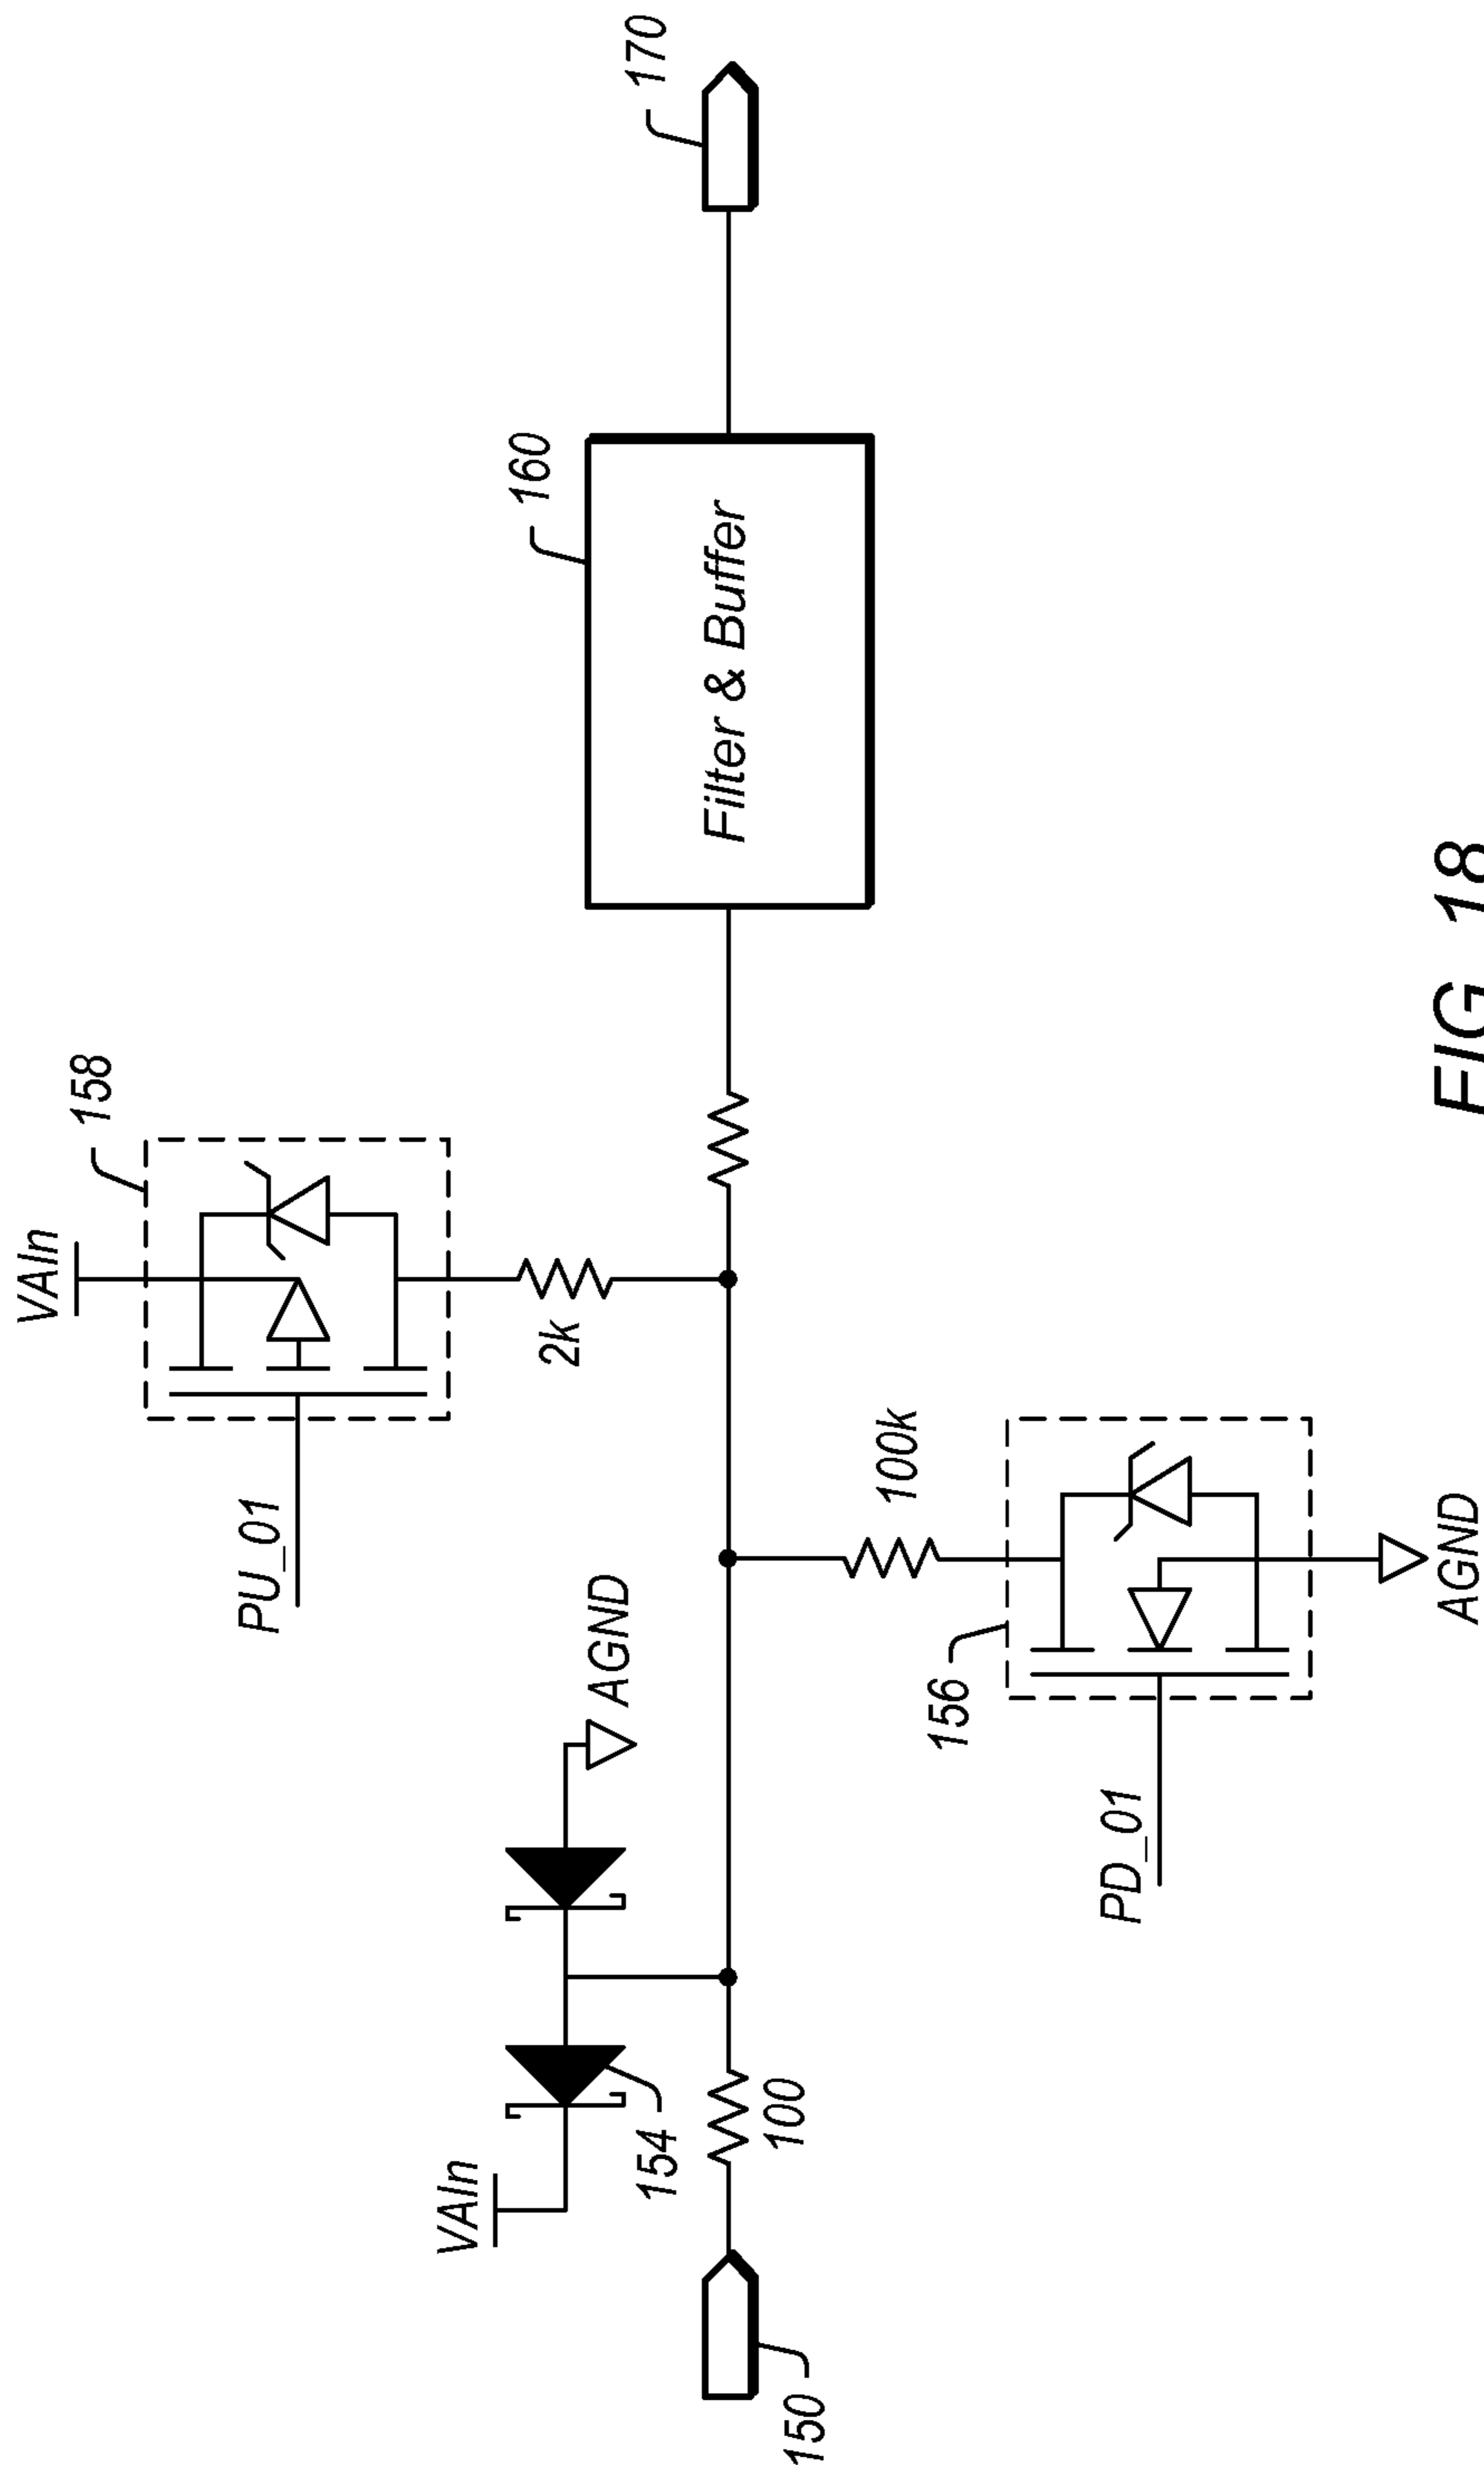 VAIn
158
PU_01
2k
VAIn
154
AGND
150
100
100k
156
PD_01
AGND
160
Filter & Buffer
170
FIG. 18